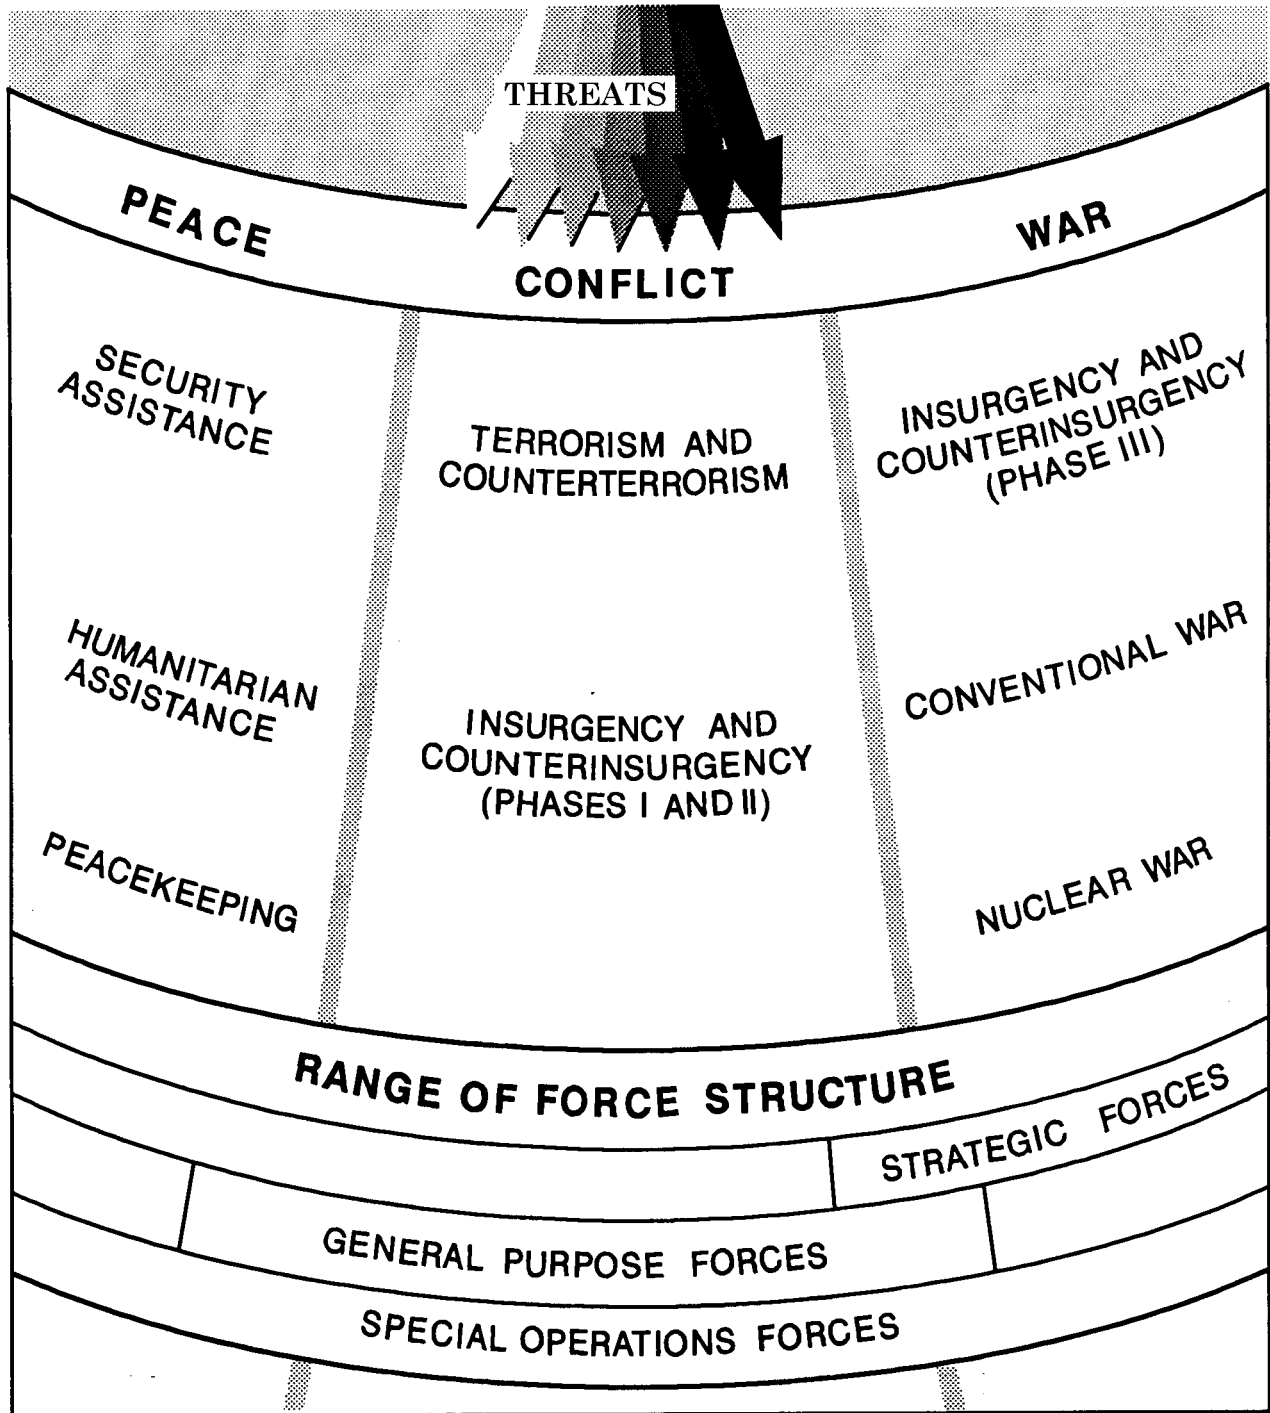 THREATS
PEACE
CONFLICT
WAR
SECURITY
ASSISTANCE
HUMANITARIAN
ASSISTANCE
PEACEKEEPING
TERRORISM AND
COUNTERTERRORISM
INSURGENCY AND
COUNTERINSURGENCY
(PHASES I AND II)
INSURGENCY AND
COUNTERINSURGENCY
(PHASE III)
CONVENTIONAL WAR
NUCLEAR WAR
RANGE OF FORCE STRUCTURE
STRATEGIC FORCES
GENERAL PURPOSE FORCES
SPECIAL OPERATIONS FORCES